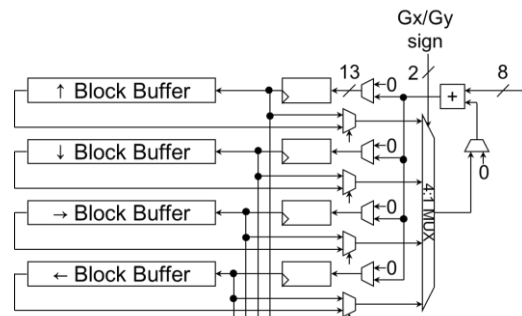 Gx/Gy
sign
13
2
8
0
↑ Block Buffer
+
0
↓ Block Buffer
0
4:1 MUX
0
→ Block Buffer
0
← Block Buffer